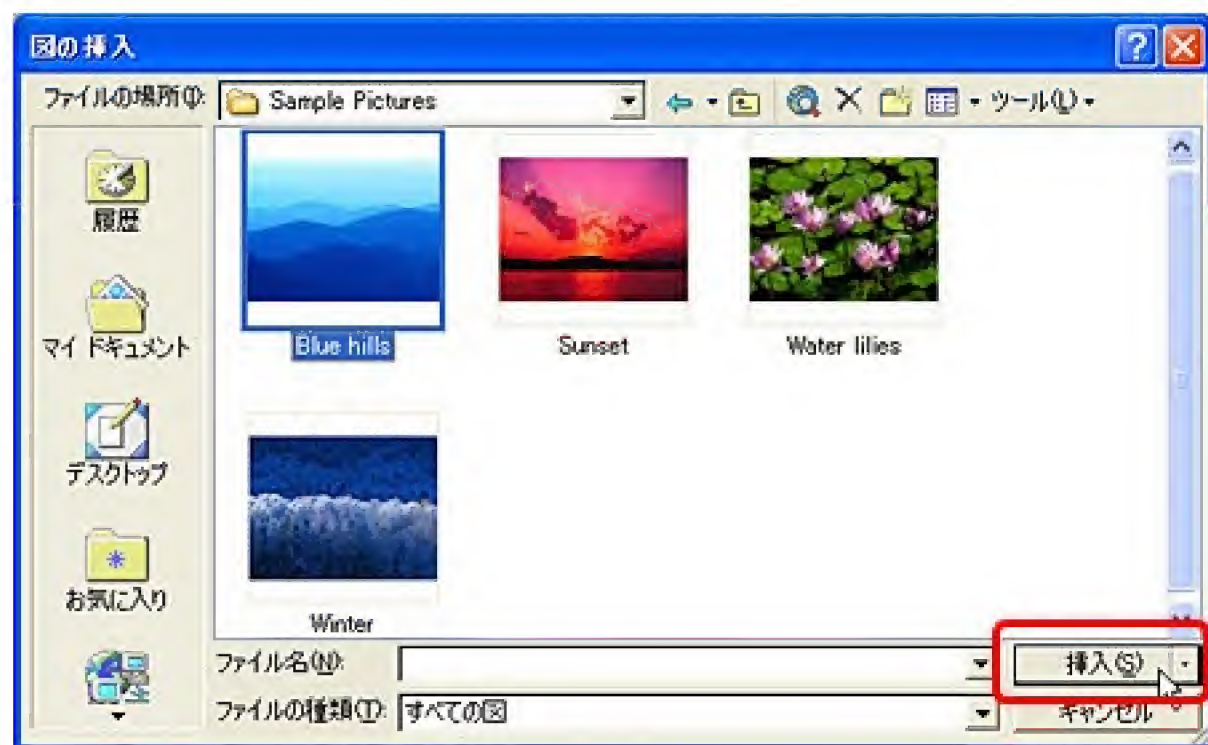 図の挿入
ファイルの場所(I): Sample Pictures ツール(L)
履歴
マイ ドキュメント
デスクトップ
お気に入り
Blue hills Sunset Water lilies
Winter
ファイル名(N): 挿入(S)
ファイルの種類(T): すべての図 キャンセル